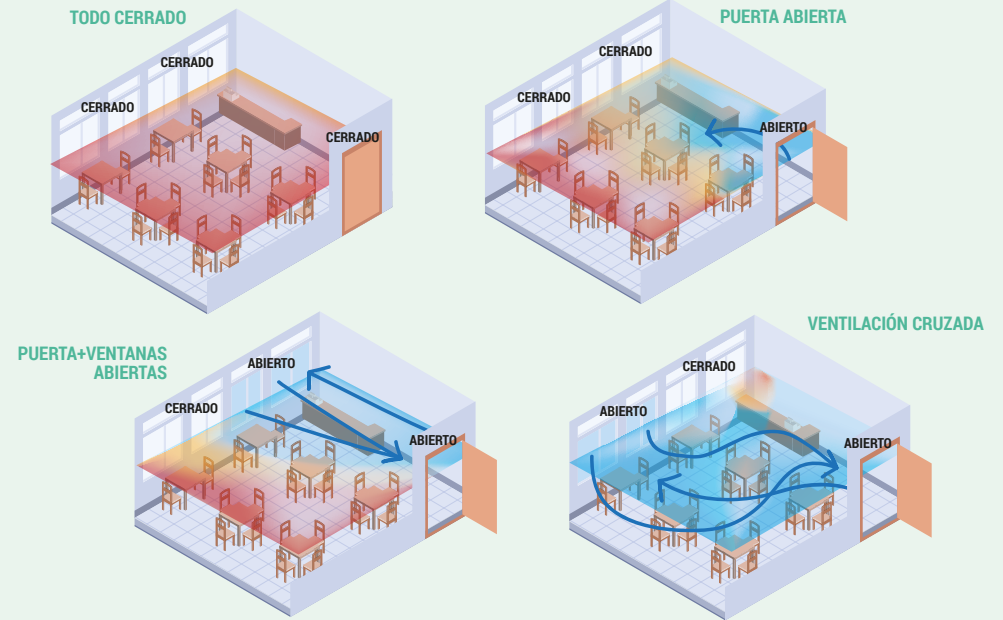 TODO CERRADO
CERRADO
CERRADO
CERRADO
PUERTA ABIERTA
CERRADO
CERRADO
ABIERTO
PUERTA+VENTANAS
ABIERTAS
ABIERTO
CERRADO
ABIERTO
VENTILACIÓN CRUZADA
CERRADO
ABIERTO
ABIERTO